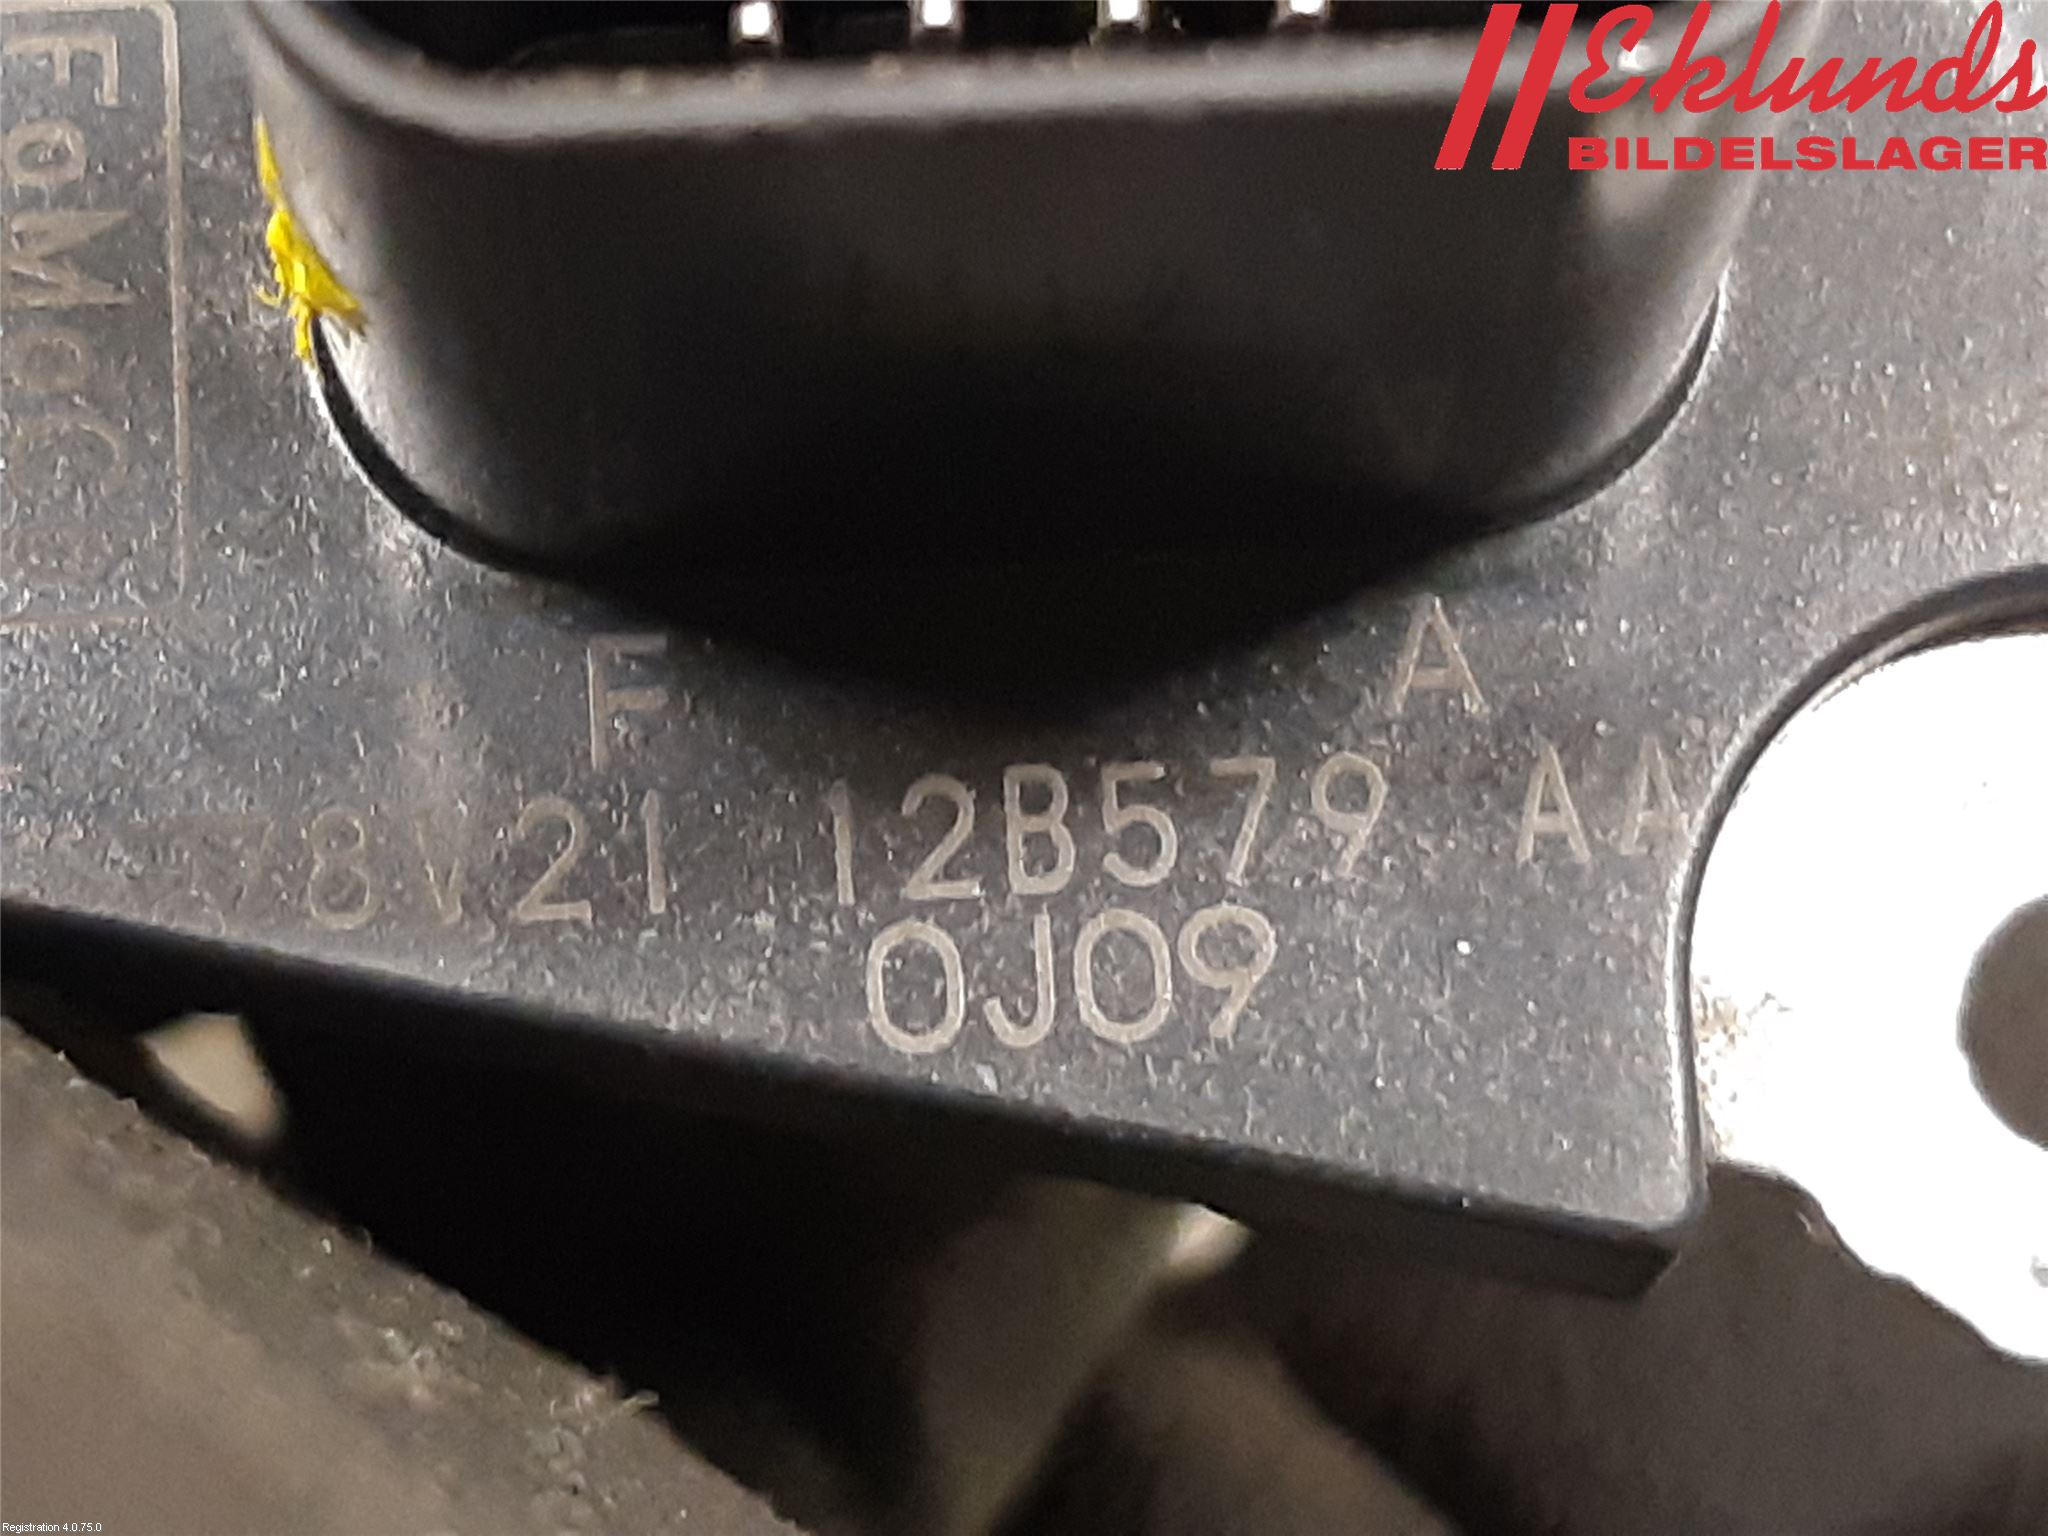 Eklunds
BILDELSLAGER
FoMoCo
F A
8V21 12B579 AA
0J09
Registration 4.0.75.0